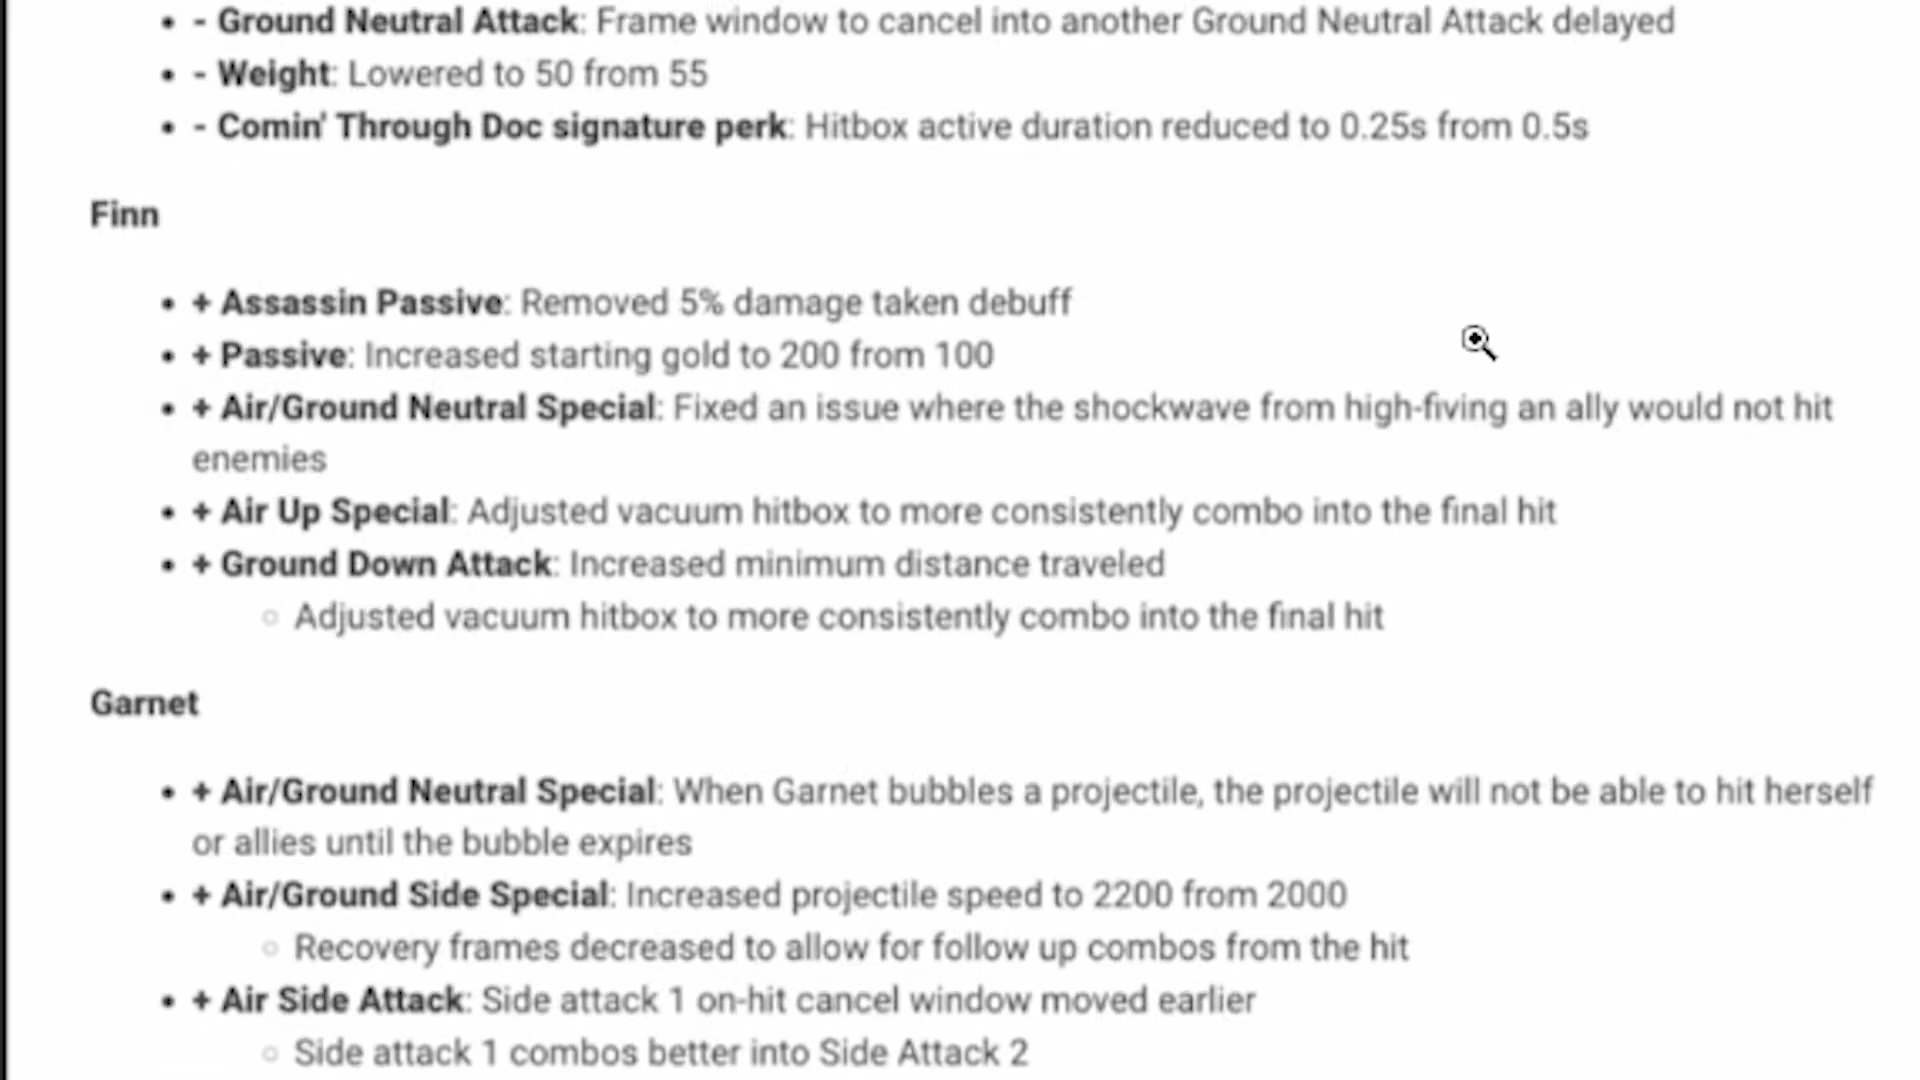 • - Ground Neutral Attack: Frame window to cancel into another Ground Neutral Attack delayed
• - Weight: Lowered to 50 from 55
• - Comin' Through Doc signature perk: Hitbox active duration reduced to 0.25s from 0.5s
Finn
• + Assassin Passive: Removed 5% damage taken debuff
• + Passive: Increased starting gold to 200 from 100
• + Air/Ground Neutral Special: Fixed an issue where the shockwave from high-fiving an ally would not hit
enemies
• + Air Up Special: Adjusted vacuum hitbox to more consistently combo into the final hit
• + Ground Down Attack: Increased minimum distance traveled
○ Adjusted vacuum hitbox to more consistently combo into the final hit
Garnet
• + Air/Ground Neutral Special: When Garnet bubbles a projectile, the projectile will not be able to hit herself
or allies until the bubble expires
• + Air/Ground Side Special: Increased projectile speed to 2200 from 2000
○ Recovery frames decreased to allow for follow up combos from the hit
• + Air Side Attack: Side attack 1 on-hit cancel window moved earlier
○ Side attack 1 combos better into Side Attack 2